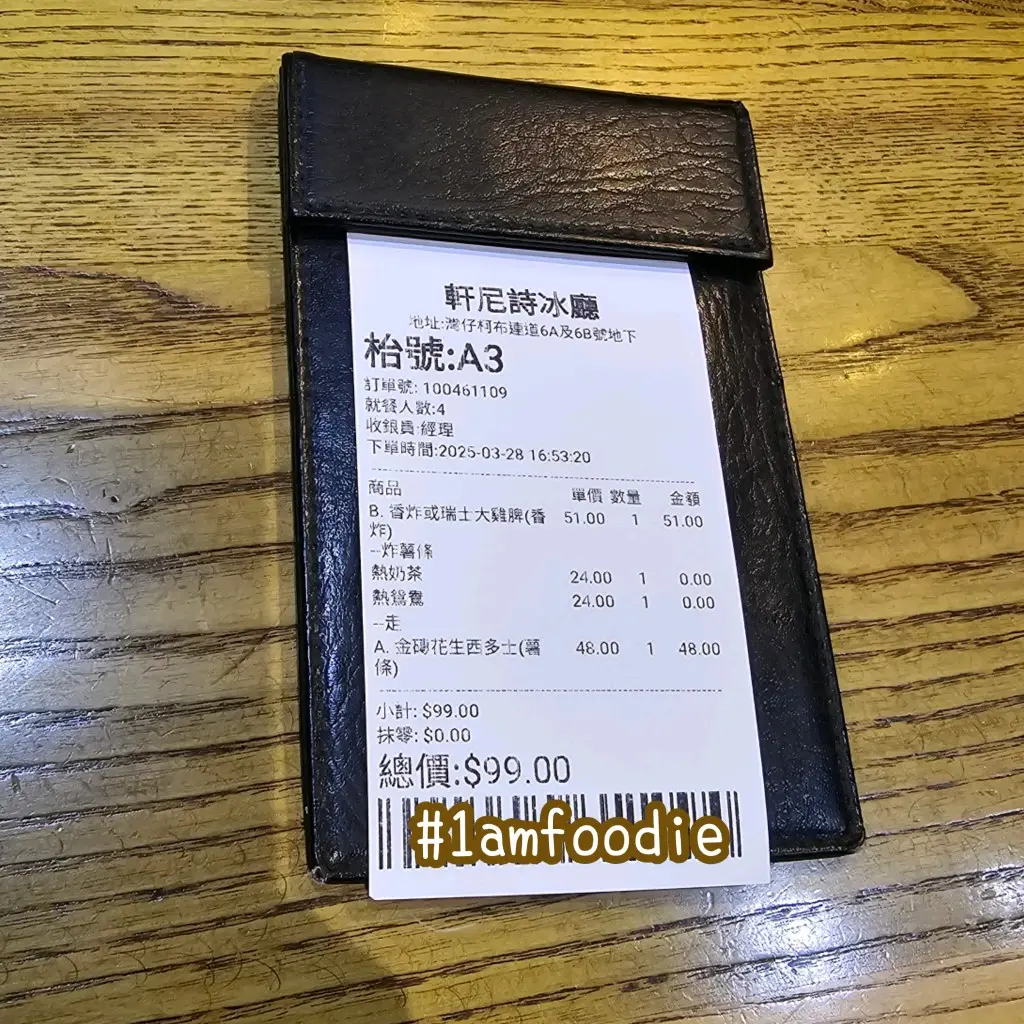 軒尼詩冰廳
地址:灣仔柯布連道6A及6B號地下
枱號:A3
訂單號: 100461109
就餐人數:4
收銀員:經理
下單時間:2025-03-28 16:53:20
商品 單價 數量 金額
B. 香炸或瑞士大雞脾(香 51.00 1 51.00
炸)
--炸薯條
熱奶茶 24.00 1 0.00
熱鴛鴦 24.00 1 0.00
--走
A. 金磚花生西多士(薯 48.00 1 48.00
條)
小計: $99.00
抹零: $0.00
總價:$99.00
#1amfoodie